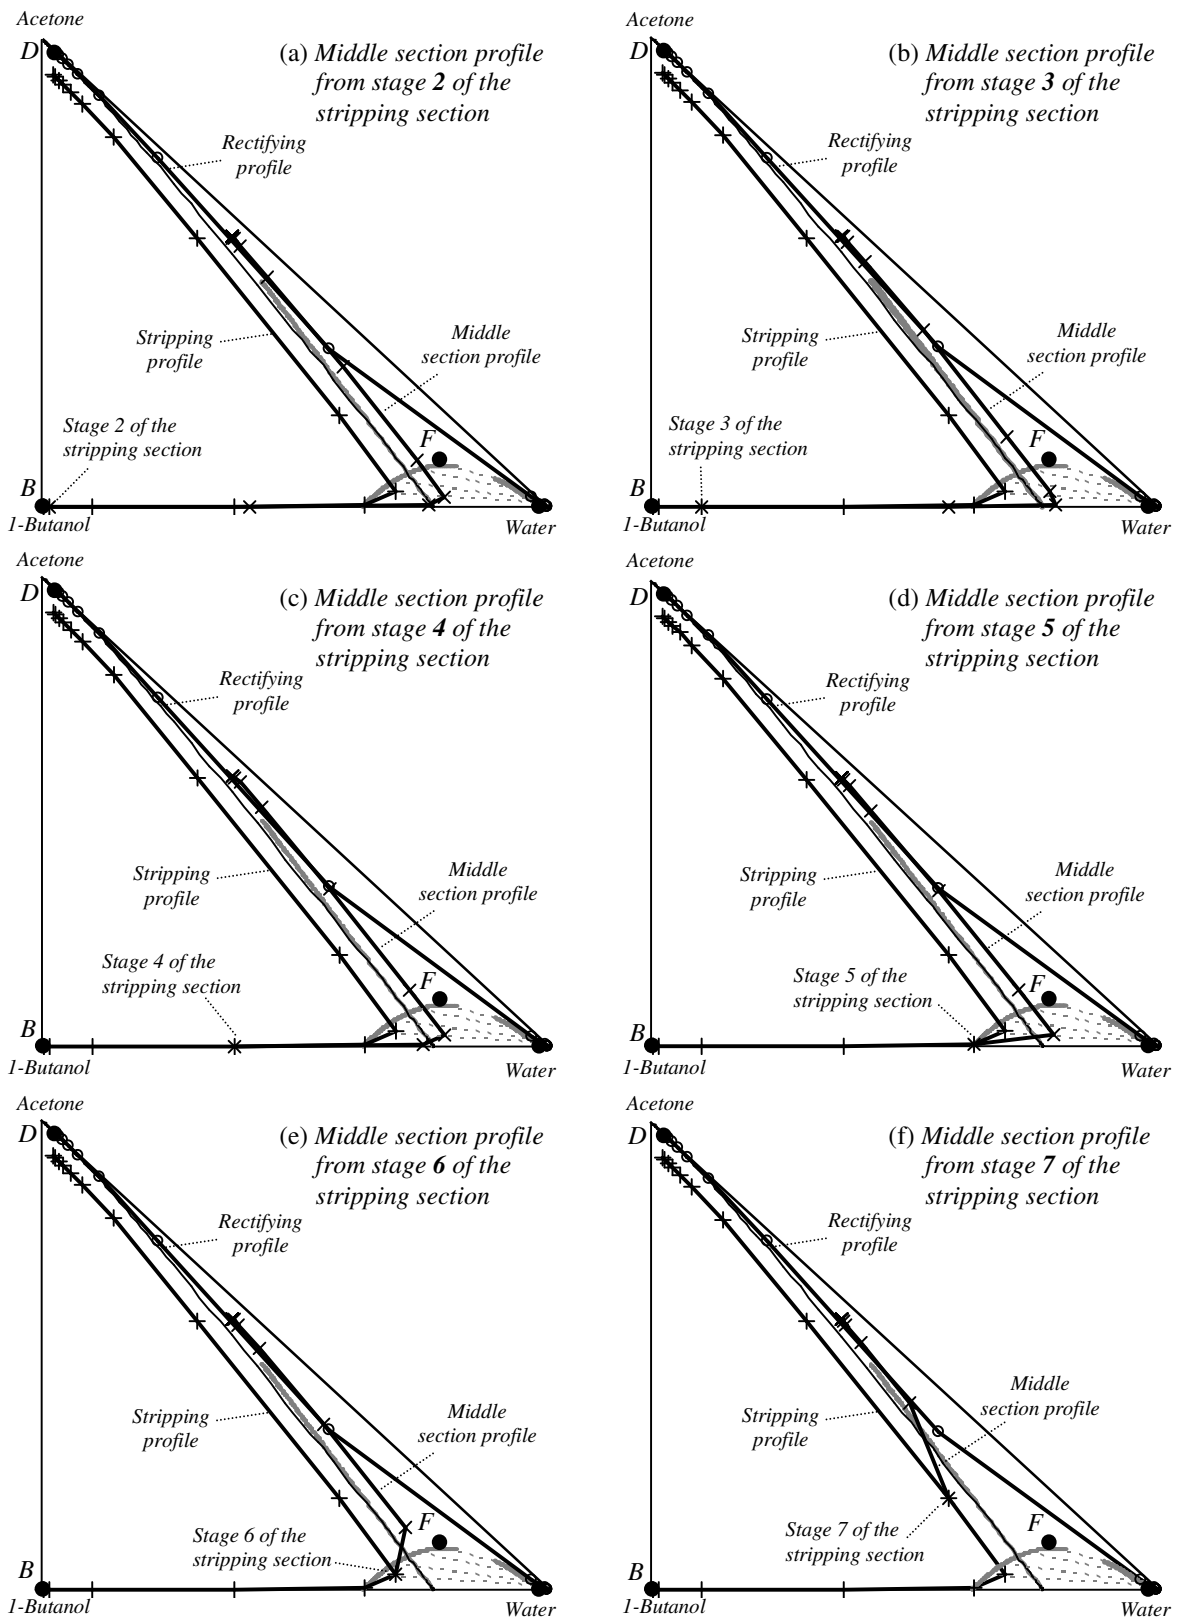 Acetone
D
(a) Middle section profile
from stage 2 of the
stripping section
Rectifying
profile
Stripping
profile
Middle
section profile
Stage 2 of the
stripping section
F
B
1-Butanol
Water
Acetone
D
(b) Middle section profile
from stage 3 of the
stripping section
Rectifying
profile
Stripping
profile
Middle
section profile
Stage 3 of the
stripping section
F
B
1-Butanol
Water
Acetone
D
(c) Middle section profile
from stage 4 of the
stripping section
Rectifying
profile
Stripping
profile
Middle
section profile
Stage 4 of the
stripping section
F
B
1-Butanol
Water
Acetone
D
(d) Middle section profile
from stage 5 of the
stripping section
Rectifying
profile
Stripping
profile
Middle
section profile
Stage 5 of the
stripping section
F
B
1-Butanol
Water
Acetone
D
(e) Middle section profile
from stage 6 of the
stripping section
Rectifying
profile
Stripping
profile
Middle
section profile
Stage 6 of the
stripping section
F
B
1-Butanol
Water
Acetone
D
(f) Middle section profile
from stage 7 of the
stripping section
Rectifying
profile
Middle
section profile
Stripping
profile
Stage 7 of the
stripping section
F
B
1-Butanol
Water